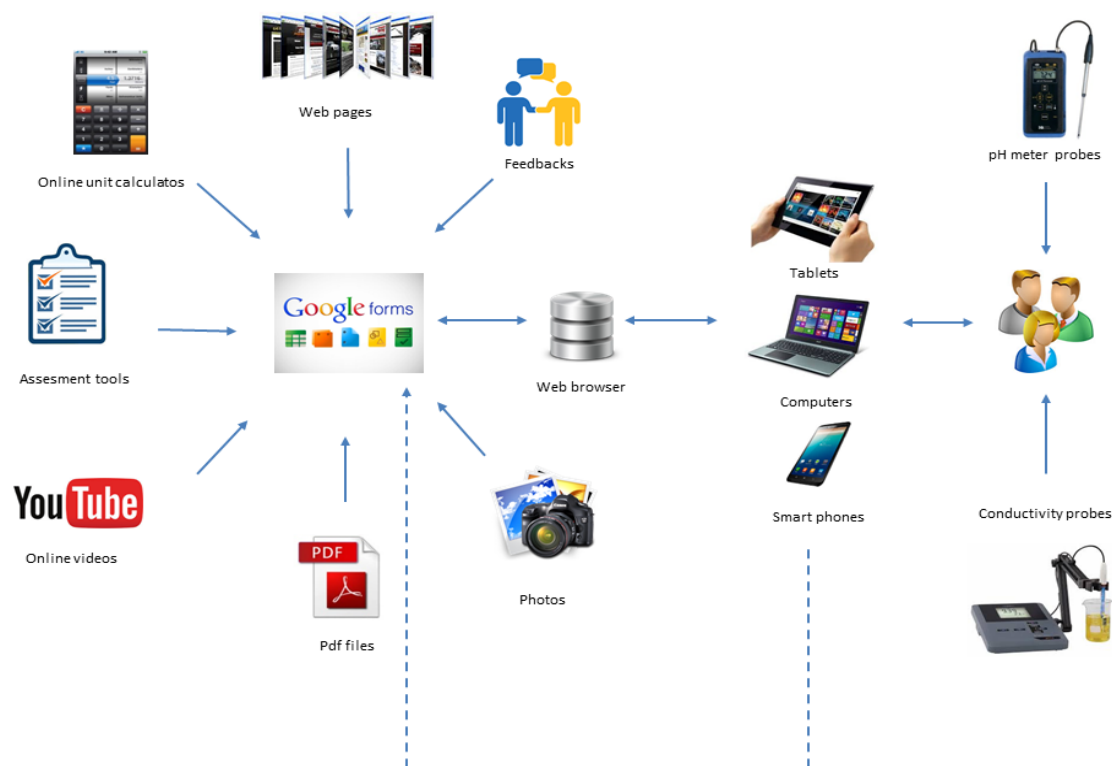 Web pages
Feedbacks
pH meter probes
Online unit calculatos
Tablets
Google forms
Assesment tools
Web browser
Computers
YouTube
Online videos
Smart phones
Conductivity probes
PDF
Pdf files
Photos